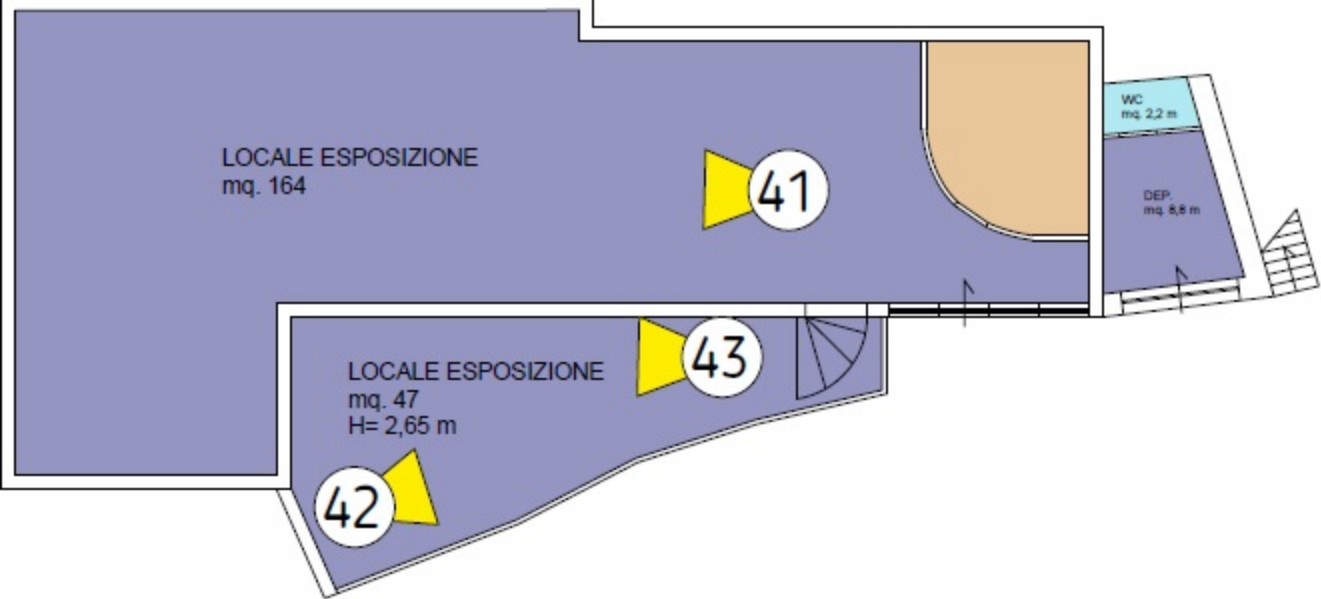 WC
mq. 2,2 m
LOCALE ESPOSIZIONE
mq. 164
41
DEP.
mq. 8,8 m
LOCALE ESPOSIZIONE
mq. 47
H= 2,65 m
43
42